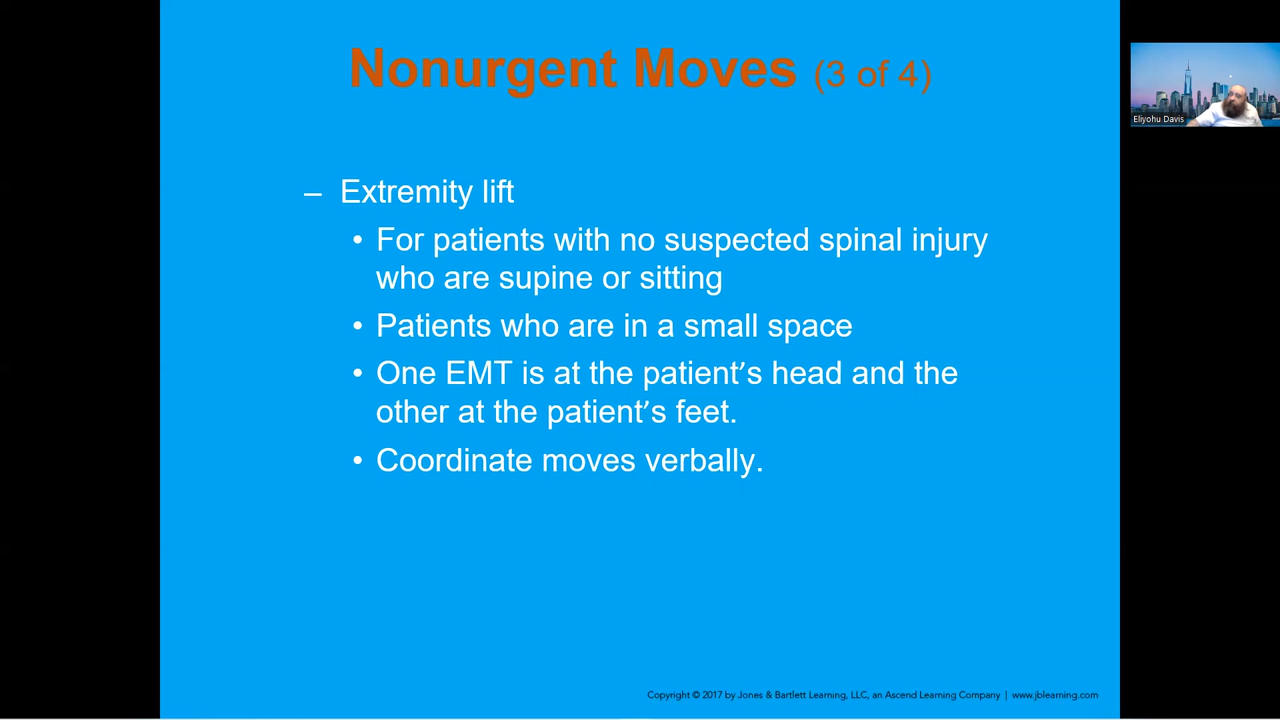 Nonurgent Moves (3 of 4)
Eliyohu Davis
– Extremity lift
• For patients with no suspected spinal injury
who are supine or sitting
• Patients who are in a small space
• One EMT is at the patient’s head and the
other at the patient’s feet.
• Coordinate moves verbally.
Copyright © 2017 by Jones & Bartlett Learning, LLC, an Ascend Learning Company | www.jblearning.com